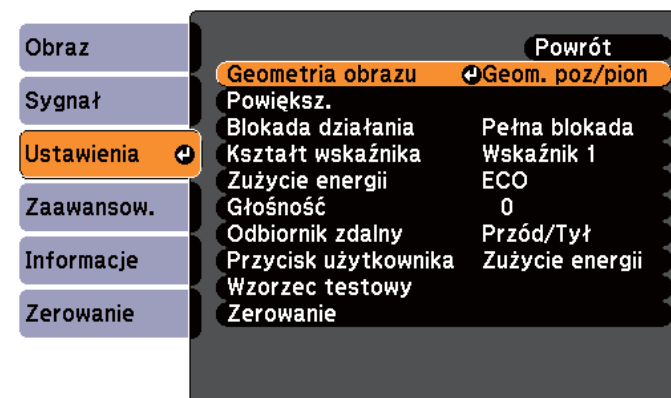 Obraz
Sygnał
Ustawienia
Zaawansow.
Informacje
Zerowanie
Powrót
Geometria obrazu Geom. poz/pion
Powiększ.
Blokada działania Pełna blokada
Kształt wskaźnika Wskaźnik 1
Zużycie energii ECO
Głośność 0
Odbiornik zdalny Przód/Tył
Przycisk użytkownika Zużycie energii
Wzorzec testowy
Zerowanie